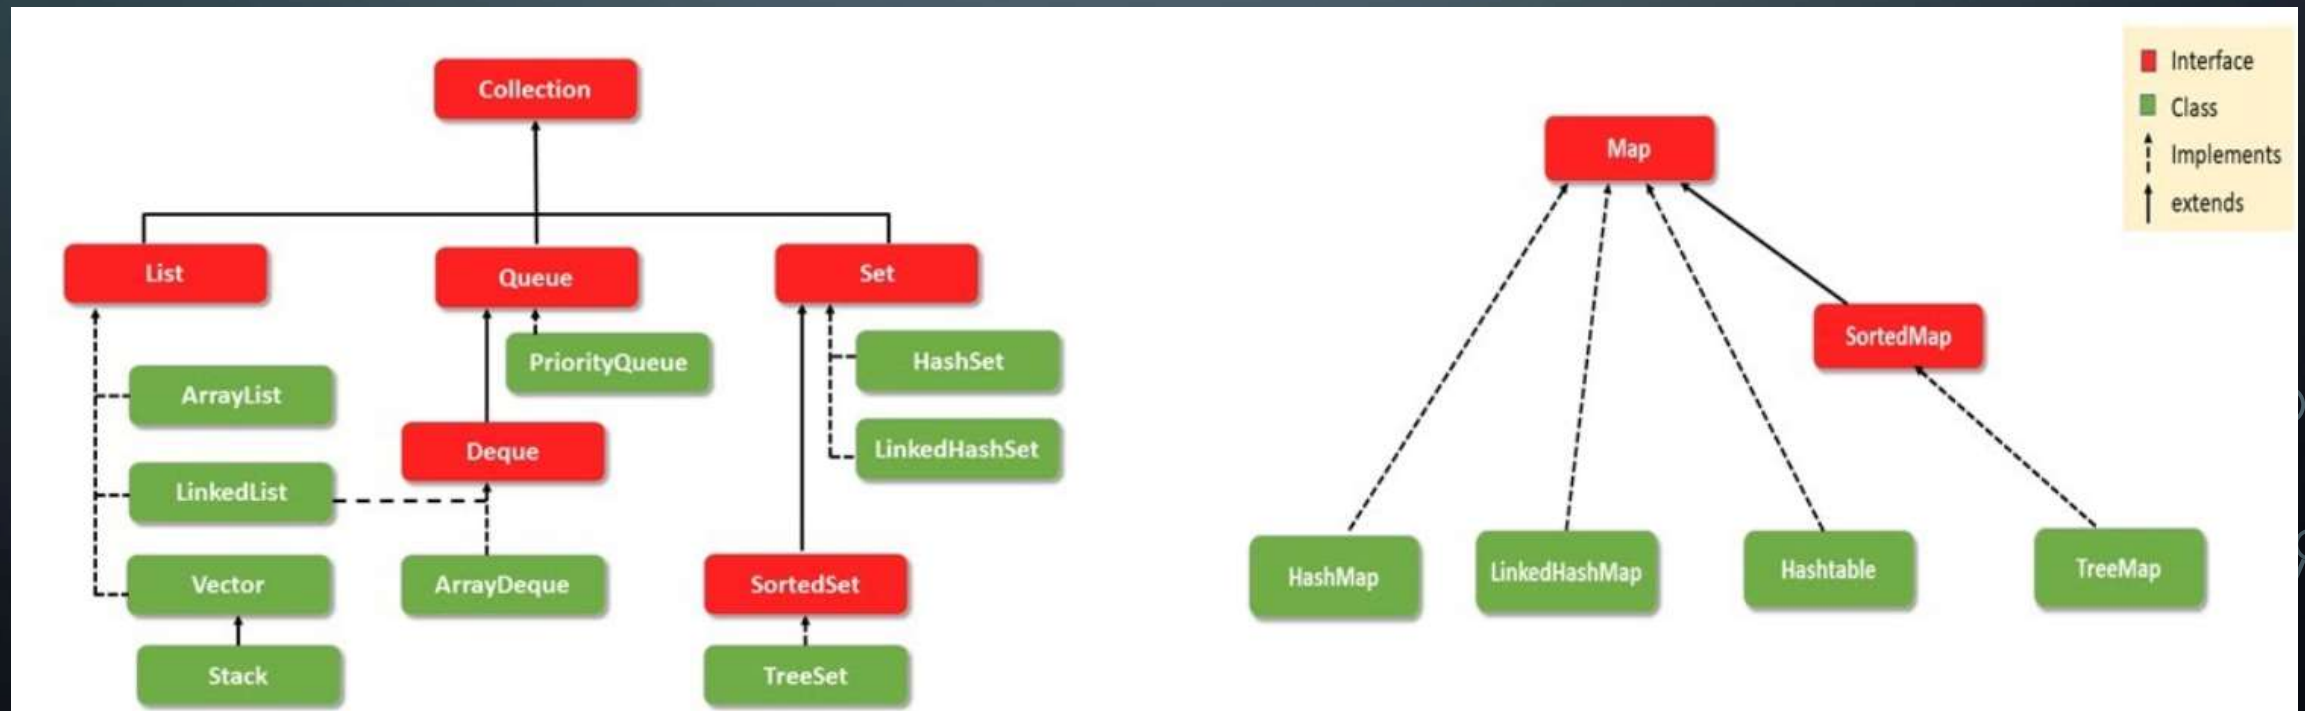 Collection
List
Queue
Set
ArrayList
PriorityQueue
HashSet
LinkedList
Deque
LinkedHashSet
Vector
ArrayDeque
SortedSet
Stack
TreeSet
Map
SortedMap
HashMap
LinkedHashMap
Hashtable
TreeMap
Interface
Class
Implements
extends